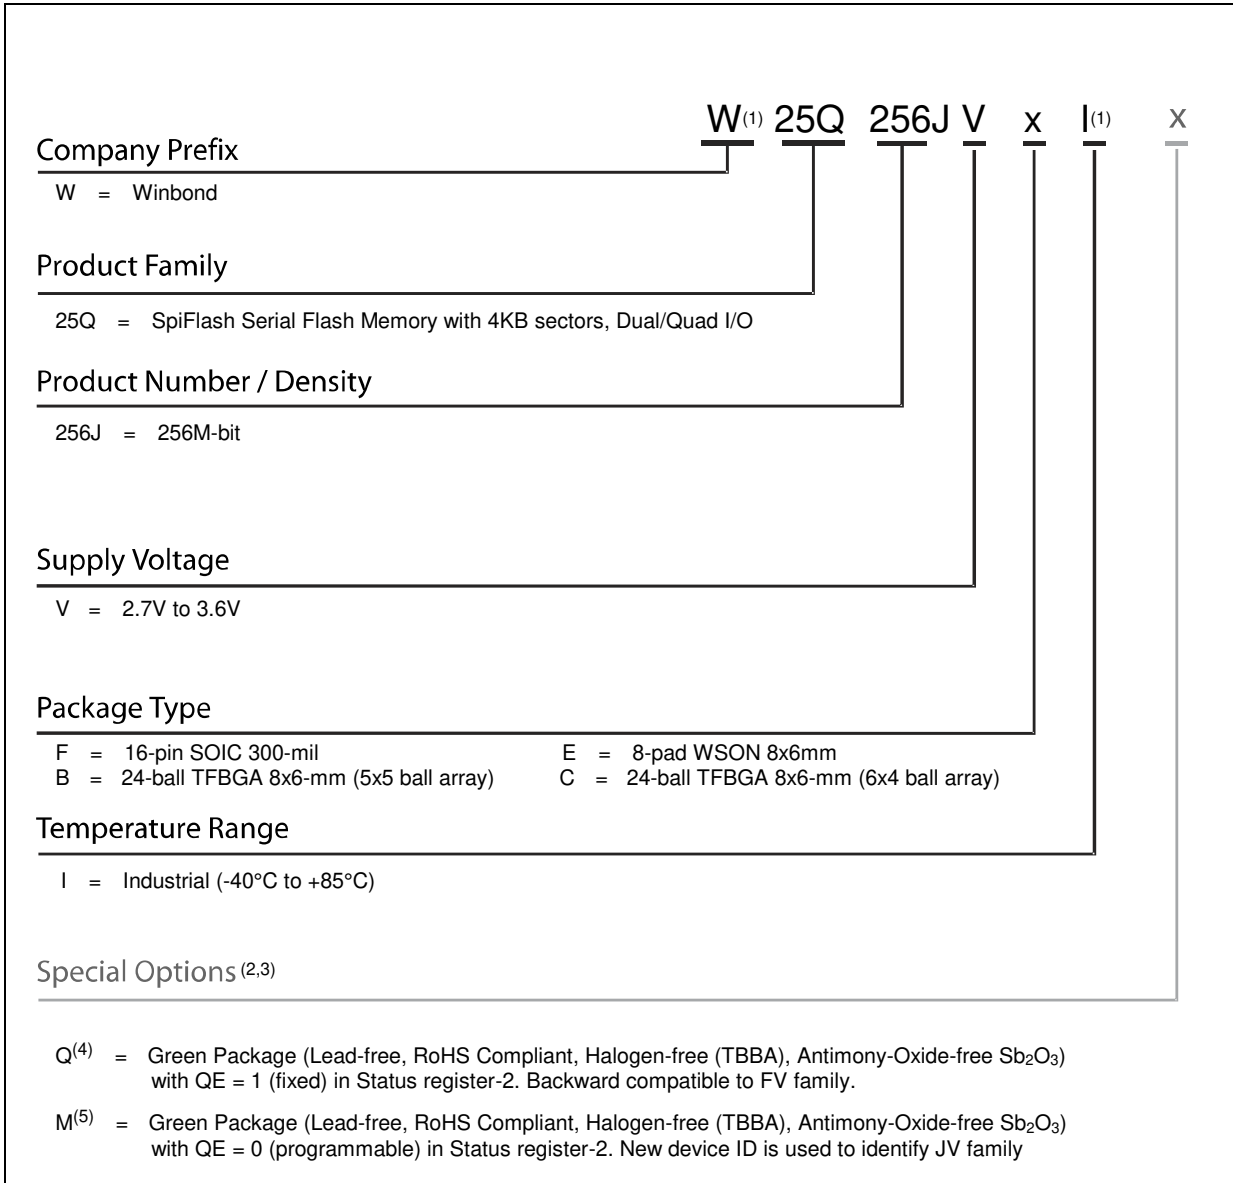 W(1) 25Q 256J V x I(1) x
Company Prefix
W = Winbond
Product Family
25Q = SpiFlash Serial Flash Memory with 4KB sectors, Dual/Quad I/O
Product Number / Density
256J = 256M-bit
Supply Voltage
V = 2.7V to 3.6V
Package Type
F = 16-pin SOIC 300-mil E = 8-pad WSON 8x6mm
B = 24-ball TFBGA 8x6-mm (5x5 ball array) C = 24-ball TFBGA 8x6-mm (6x4 ball array)
Temperature Range
I = Industrial (-40°C to +85°C)
Special Options (2,3)
Q(4) = Green Package (Lead-free, RoHS Compliant, Halogen-free (TBBA), Antimony-Oxide-free Sb2O3)
with QE = 1 (fixed) in Status register-2. Backward compatible to FV family.
M(5) = Green Package (Lead-free, RoHS Compliant, Halogen-free (TBBA), Antimony-Oxide-free Sb2O3)
with QE = 0 (programmable) in Status register-2. New device ID is used to identify JV family